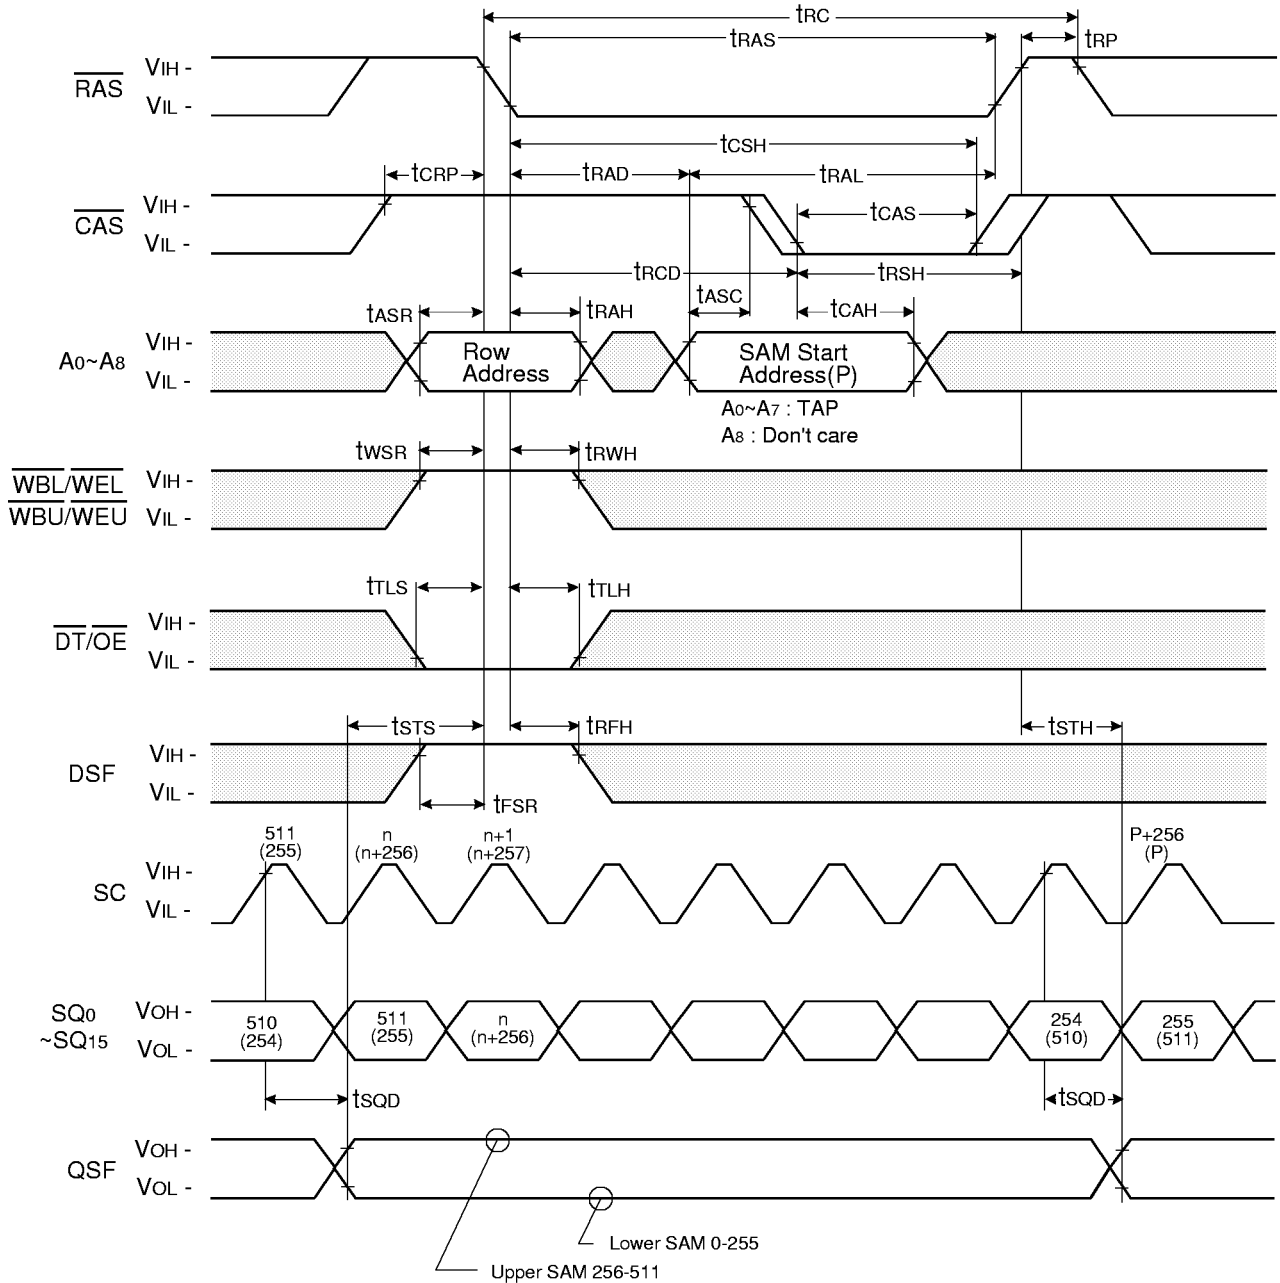 tRC
tRAS
tRP
RAS
VIH -
VIL -
tCSH
tCRP
tRAD
tRAL
CAS
VIH -
VIL -
tCAS
tRCD
tRSH
tASC
tASR
tRAH
tCAH
A0~A8
VIH -
VIL -
Row
Address
SAM Start
Address(P)
A0~A7 : TAP
A8 : Don't care
tWSR
tRWH
WBL/WEL
WBU/WEU
VIH -
VIL -
tTLS
tTLH
DT/OE
VIH -
VIL -
tSTS
tRFH
tSTH
DSF
VIH -
VIL -
tFSR
511
(255)
n
(n+256)
n+1
(n+257)
P+256
(P)
SC
VIH -
VIL -
SQ0
~SQ15
VOH -
VOL -
510
(254)
511
(255)
n
(n+256)
254
(510)
255
(511)
tSQD
tSQD
QSF
VOH -
VOL -
Lower SAM 0-255
Upper SAM 256-511